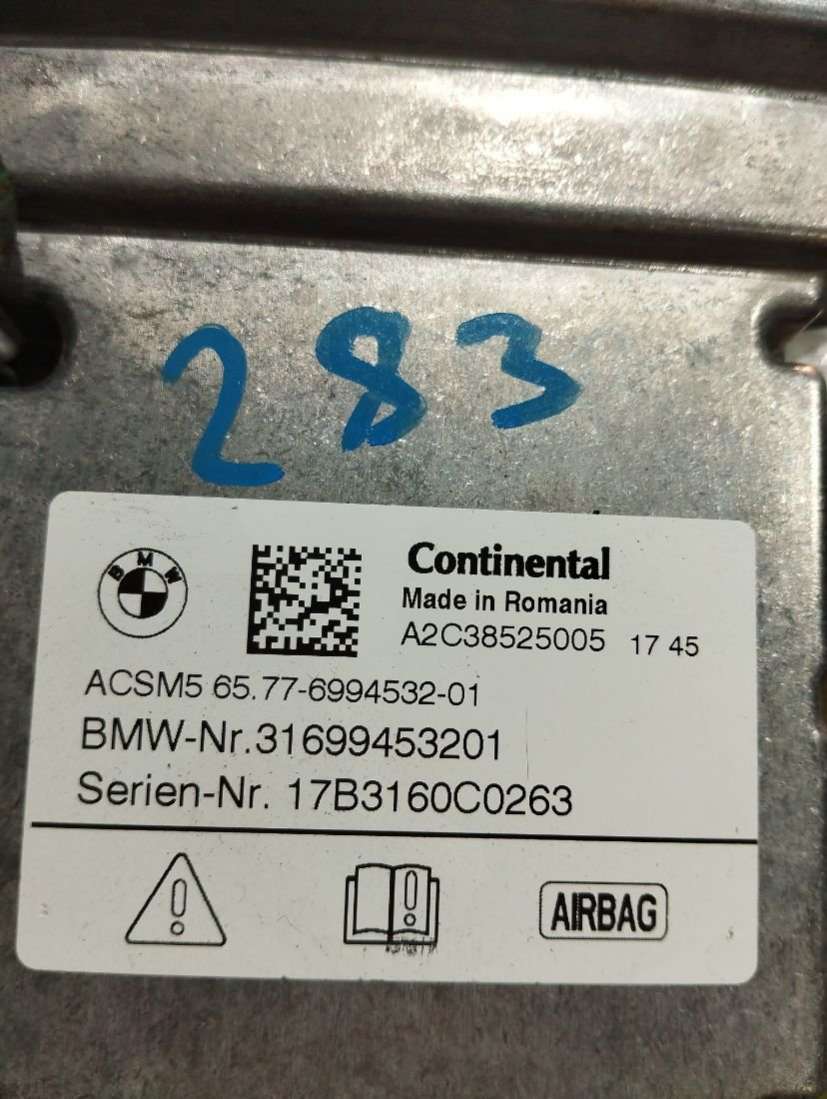 283
BMW
Continental
Made in Romania
A2C38525005 17 45
ACSM5 65.77-6994532-01
BMW-Nr.31699453201
Serien-Nr. 17B3160C0263
AIRBAG